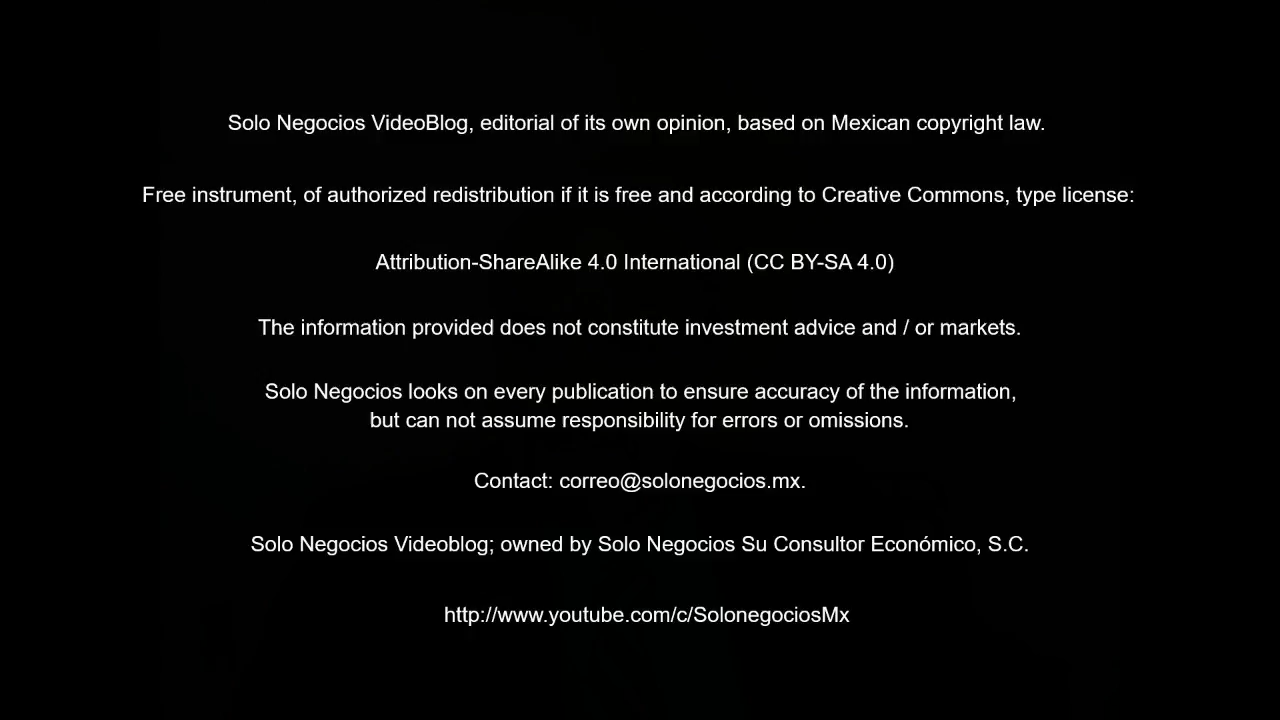 Solo Negocios VideoBlog, editorial of its own opinion, based on Mexican copyright law.
Free instrument, of authorized redistribution if it is free and according to Creative Commons, type license:
Attribution-ShareAlike 4.0 International (CC BY-SA 4.0)
The information provided does not constitute investment advice and / or markets.
Solo Negocios looks on every publication to ensure accuracy of the information,
but can not assume responsibility for errors or omissions.
Contact: correo@solonegocios.mx.
Solo Negocios Videoblog; owned by Solo Negocios Su Consultor Económico, S.C.
http://www.youtube.com/c/SolonegociosMx